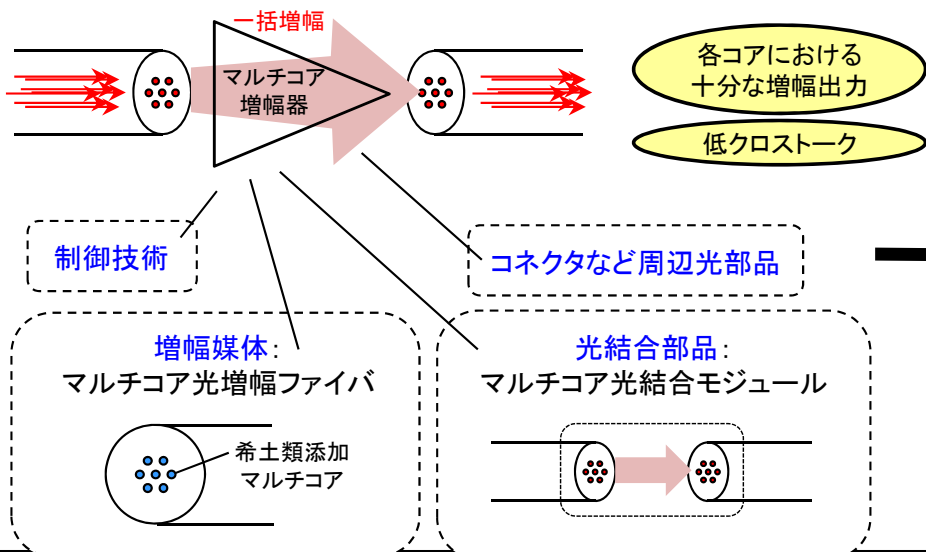 一括増幅
マルチコア
増幅器
各コアにおける
十分な増幅出力
低クロストーク
制御技術
コネクタなど周辺光部品
増幅媒体：
マルチコア光増幅ファイバ
希土類添加
マルチコア
光結合部品：
マルチコア光結合モジュール